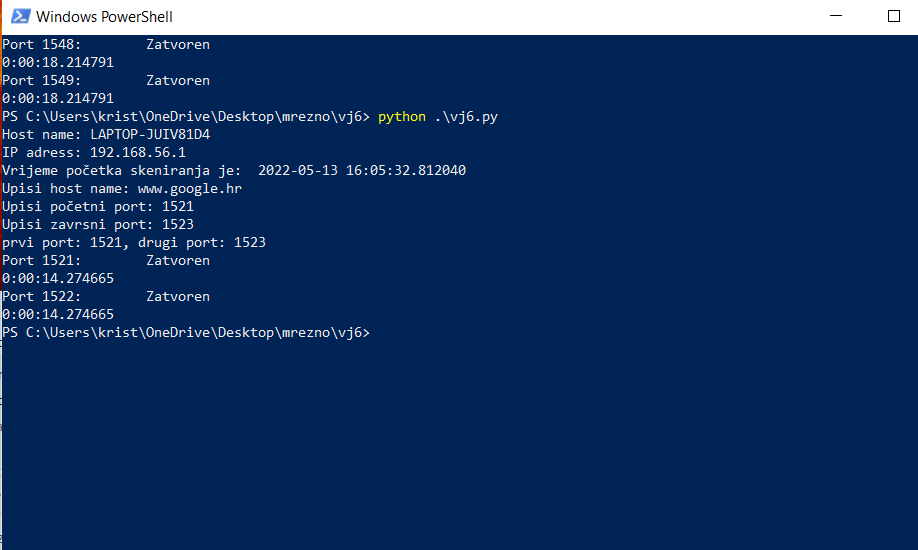 Windows PowerShell
Port 1548:        Zatvoren
0:00:18.214791
Port 1549:        Zatvoren
0:00:18.214791
PS C:\Users\krist\OneDrive\Desktop\mrezno\vj6> python .\vj6.py
Host name: LAPTOP-JUIV81D4
IP adress: 192.168.56.1
Vrijeme početka skeniranja je:  2022-05-13 16:05:32.812040
Upisi host name: www.google.hr
Upisi početni port: 1521
Upisi zavrsni port: 1523
prvi port: 1521, drugi port: 1523
Port 1521:        Zatvoren
0:00:14.274665
Port 1522:        Zatvoren
0:00:14.274665
PS C:\Users\krist\OneDrive\Desktop\mrezno\vj6>